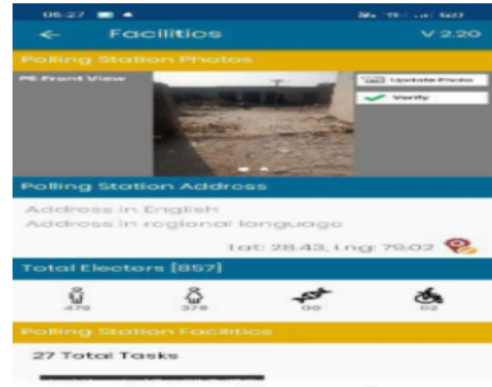 06:27
← Facilities V 2.20
Polling Station Photos
PS Front View
Update Photo
Verify
Polling Station Address
Address in English
Address in regional language
Lat: 28.43, Lng: 79.02
Total Electors [857]
479 378 00 02
Polling Station Facilities
27 Total Tasks